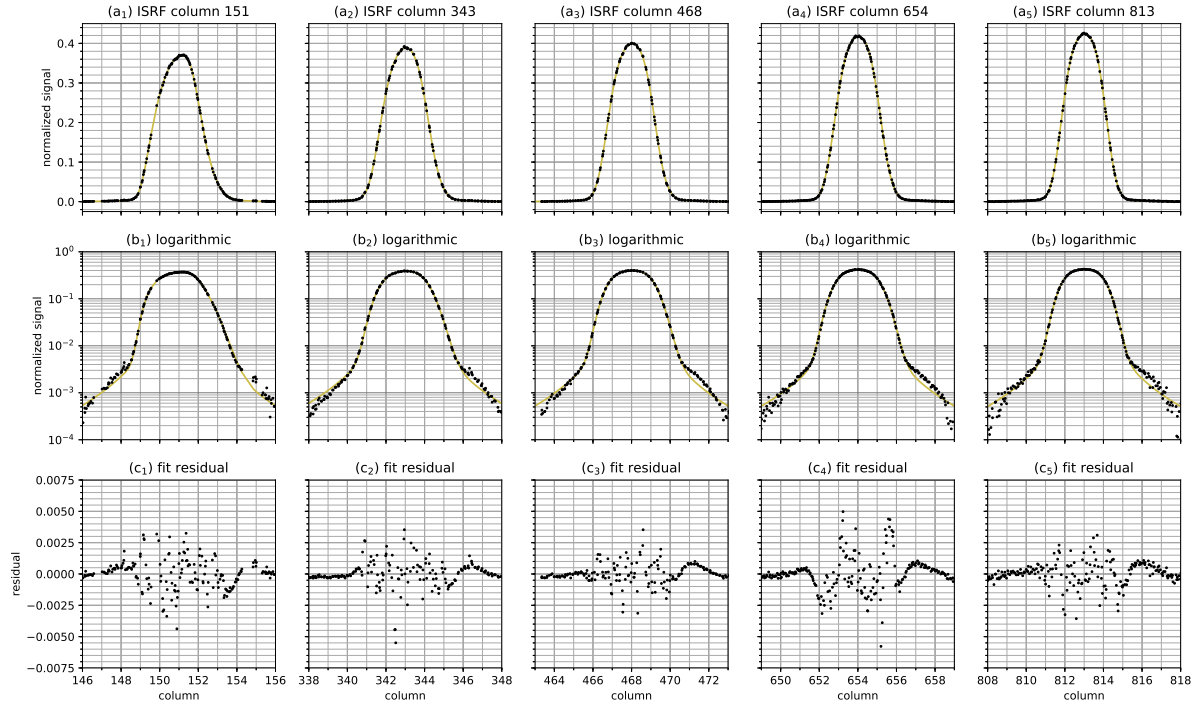 (a1) ISRF column 151
(a2) ISRF column 343
(a3) ISRF column 468
(a4) ISRF column 654
(a5) ISRF column 813
normalized signal
0.4
0.3
0.2
0.1
0.0
(b1) logarithmic
(b2) logarithmic
(b3) logarithmic
(b4) logarithmic
(b5) logarithmic
normalized signal
10⁰
10⁻¹
10⁻²
10⁻³
10⁻⁴
(c1) fit residual
(c2) fit residual
(c3) fit residual
(c4) fit residual
(c5) fit residual
residual
0.0075
0.0050
0.0025
0.0000
−0.0025
−0.0050
−0.0075
146 148 150 152 154 156
338 340 342 344 346 348
464 466 468 470 472
650 652 654 656 658
808 810 812 814 816 818
column
column
column
column
column